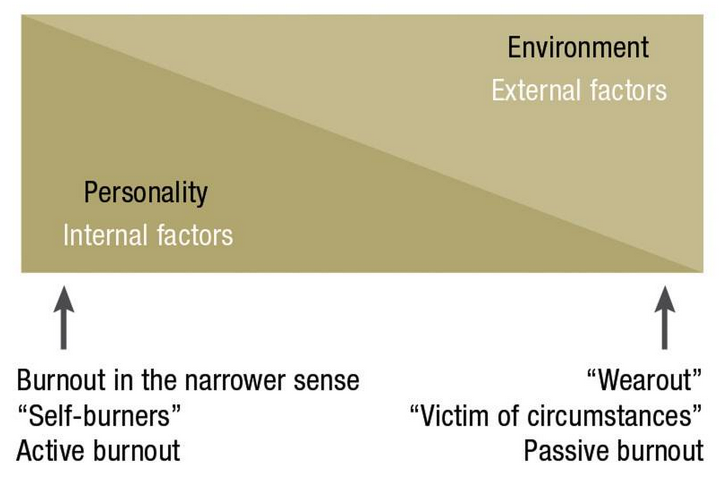 Environment
External factors
Personality
Internal factors
Burnout in the narrower sense
“Self-burners”
Active burnout
“Wearout”
“Victim of circumstances”
Passive burnout